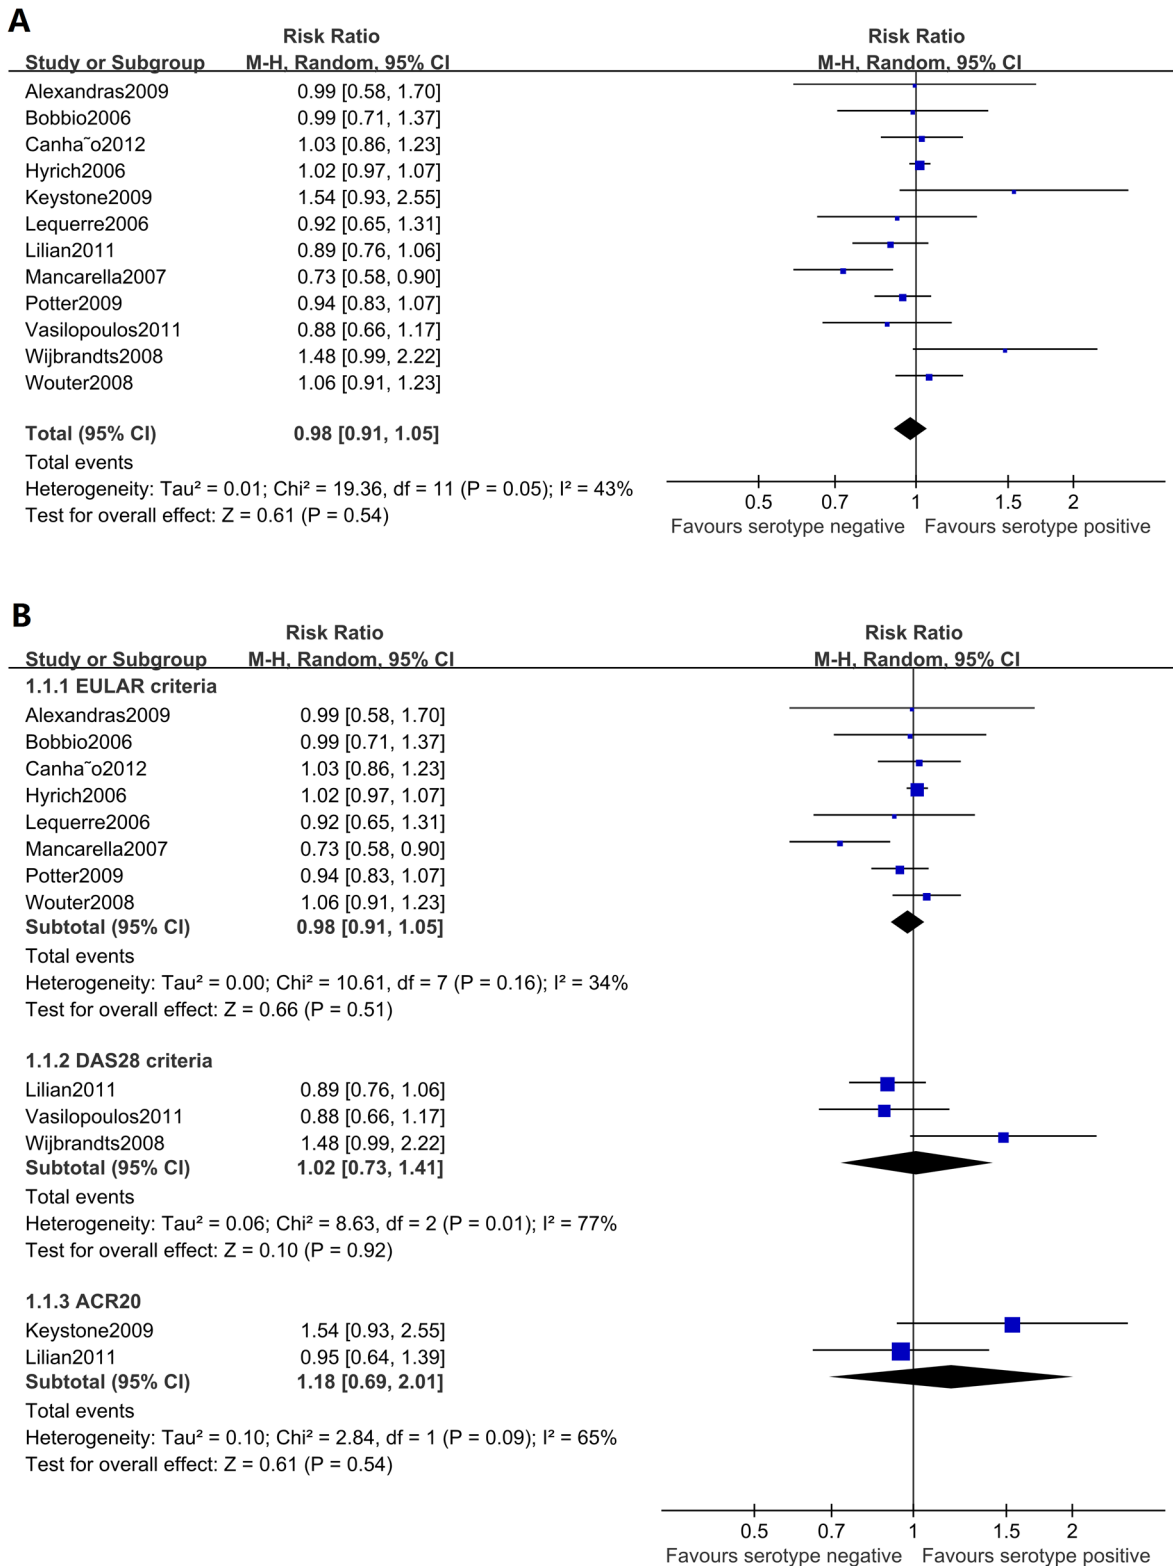 A
Risk Ratio Risk Ratio
Study or Subgroup M-H, Random, 95% CI M-H, Random, 95% CI
Alexandras2009 0.99 [0.58, 1.70]
Bobbio2006 0.99 [0.71, 1.37]
Canha˜o2012 1.03 [0.86, 1.23]
Hyrich2006 1.02 [0.97, 1.07]
Keystone2009 1.54 [0.93, 2.55]
Lequerre2006 0.92 [0.65, 1.31]
Lilian2011 0.89 [0.76, 1.06]
Mancarella2007 0.73 [0.58, 0.90]
Potter2009 0.94 [0.83, 1.07]
Vasilopoulos2011 0.88 [0.66, 1.17]
Wijbrandts2008 1.48 [0.99, 2.22]
Wouter2008 1.06 [0.91, 1.23]
Total (95% CI) 0.98 [0.91, 1.05]
Total events
Heterogeneity: Tau² = 0.01; Chi² = 19.36, df = 11 (P = 0.05); I² = 43%
Test for overall effect: Z = 0.61 (P = 0.54)
0.5 0.7 1 1.5 2
Favours serotype negative Favours serotype positive
B
Risk Ratio Risk Ratio
Study or Subgroup M-H, Random, 95% CI M-H, Random, 95% CI
1.1.1 EULAR criteria
Alexandras2009 0.99 [0.58, 1.70]
Bobbio2006 0.99 [0.71, 1.37]
Canha˜o2012 1.03 [0.86, 1.23]
Hyrich2006 1.02 [0.97, 1.07]
Lequerre2006 0.92 [0.65, 1.31]
Mancarella2007 0.73 [0.58, 0.90]
Potter2009 0.94 [0.83, 1.07]
Wouter2008 1.06 [0.91, 1.23]
Subtotal (95% CI) 0.98 [0.91, 1.05]
Total events
Heterogeneity: Tau² = 0.00; Chi² = 10.61, df = 7 (P = 0.16); I² = 34%
Test for overall effect: Z = 0.66 (P = 0.51)
1.1.2 DAS28 criteria
Lilian2011 0.89 [0.76, 1.06]
Vasilopoulos2011 0.88 [0.66, 1.17]
Wijbrandts2008 1.48 [0.99, 2.22]
Subtotal (95% CI) 1.02 [0.73, 1.41]
Total events
Heterogeneity: Tau² = 0.06; Chi² = 8.63, df = 2 (P = 0.01); I² = 77%
Test for overall effect: Z = 0.10 (P = 0.92)
1.1.3 ACR20
Keystone2009 1.54 [0.93, 2.55]
Lilian2011 0.95 [0.64, 1.39]
Subtotal (95% CI) 1.18 [0.69, 2.01]
Total events
Heterogeneity: Tau² = 0.10; Chi² = 2.84, df = 1 (P = 0.09); I² = 65%
Test for overall effect: Z = 0.61 (P = 0.54)
0.5 0.7 1 1.5 2
Favours serotype negative Favours serotype positive